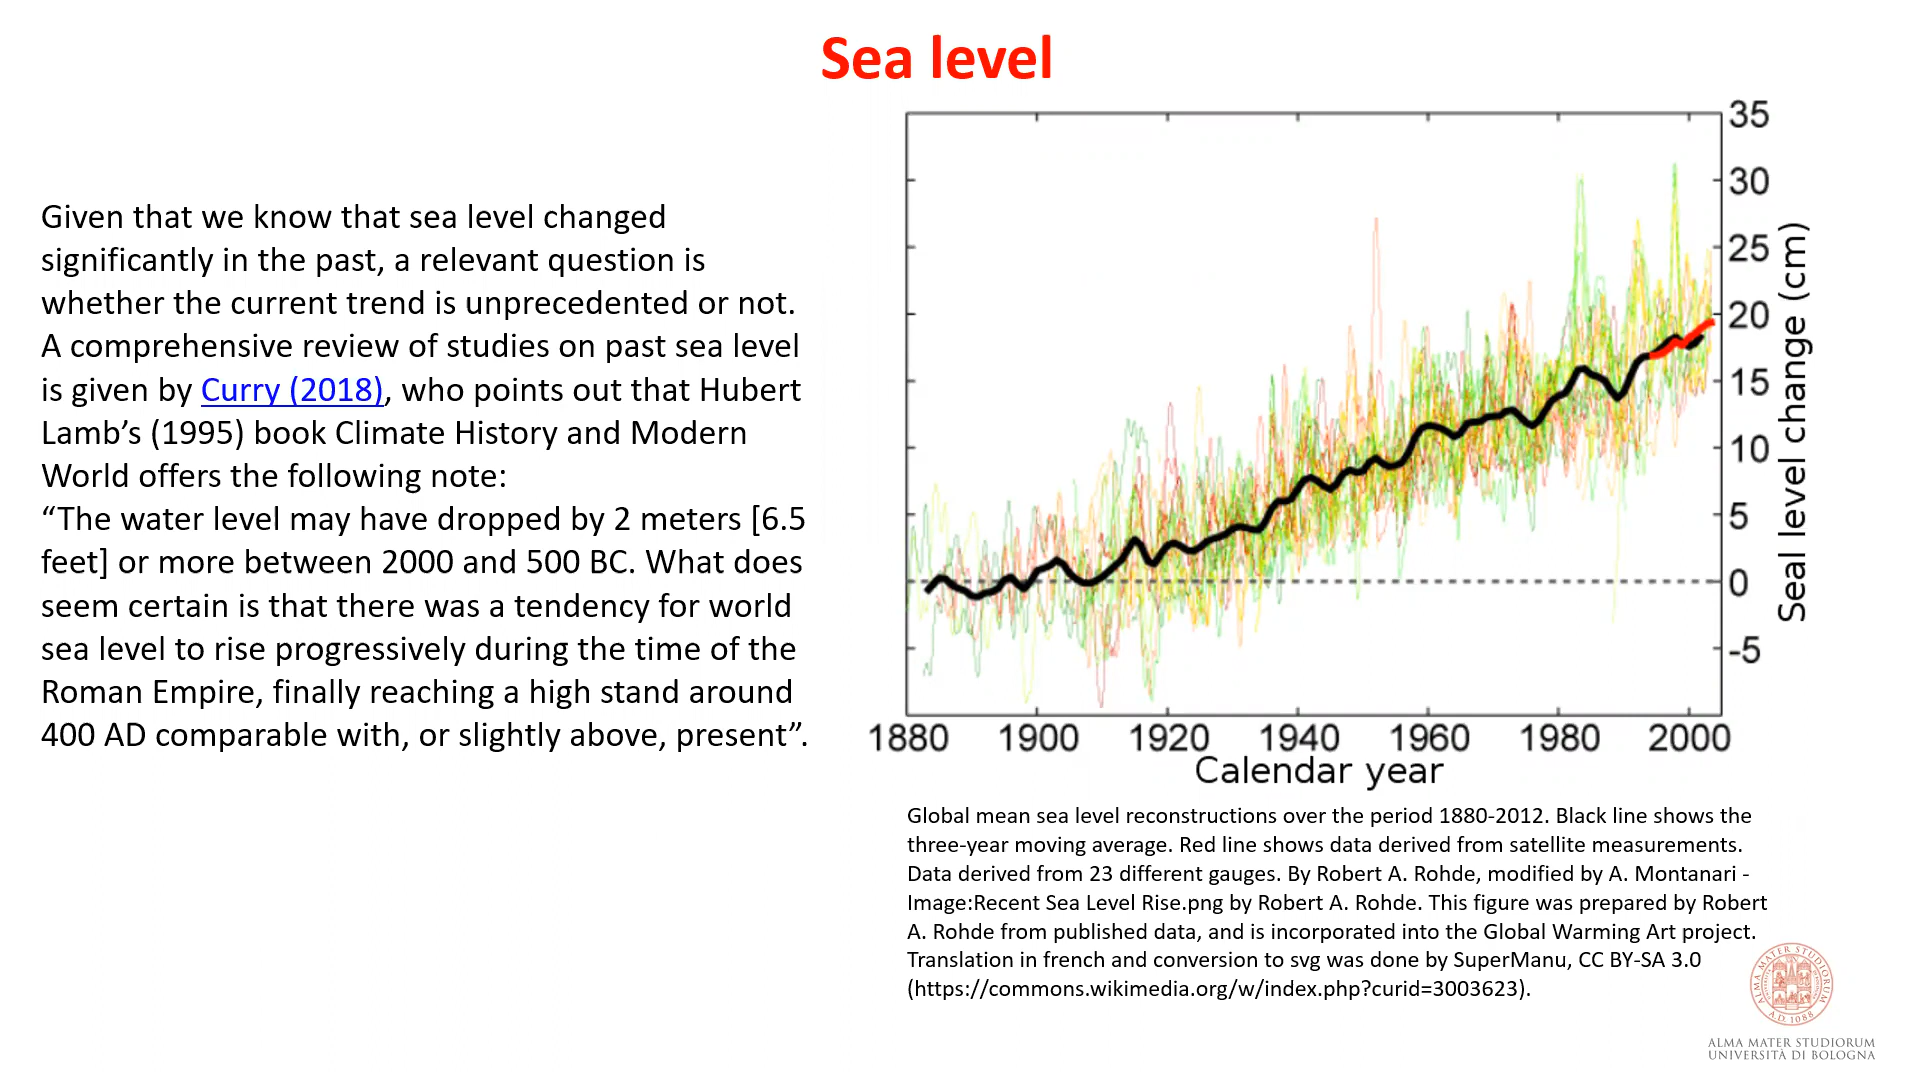 Sea level
Given that we know that sea level changed
significantly in the past, a relevant question is
whether the current trend is unprecedented or not.
A comprehensive review of studies on past sea level
is given by Curry (2018), who points out that Hubert
Lamb’s (1995) book Climate History and Modern
World offers the following note:
“The water level may have dropped by 2 meters [6.5
feet] or more between 2000 and 500 BC. What does
seem certain is that there was a tendency for world
sea level to rise progressively during the time of the
Roman Empire, finally reaching a high stand around
400 AD comparable with, or slightly above, present”.
35
30
25
20
15
10
5
0
-5
Seal level change (cm)
1880 1900 1920 1940 1960 1980 2000
Calendar year
Global mean sea level reconstructions over the period 1880-2012. Black line shows the
three-year moving average. Red line shows data derived from satellite measurements.
Data derived from 23 different gauges. By Robert A. Rohde, modified by A. Montanari -
Image:Recent Sea Level Rise.png by Robert A. Rohde. This figure was prepared by Robert
A. Rohde from published data, and is incorporated into the Global Warming Art project.
Translation in french and conversion to svg was done by SuperManu, CC BY-SA 3.0
(https://commons.wikimedia.org/w/index.php?curid=3003623).
ALMA MATER STUDIORUM
A.D. 1088
ALMA MATER STUDIORUM
UNIVERSITÀ DI BOLOGNA